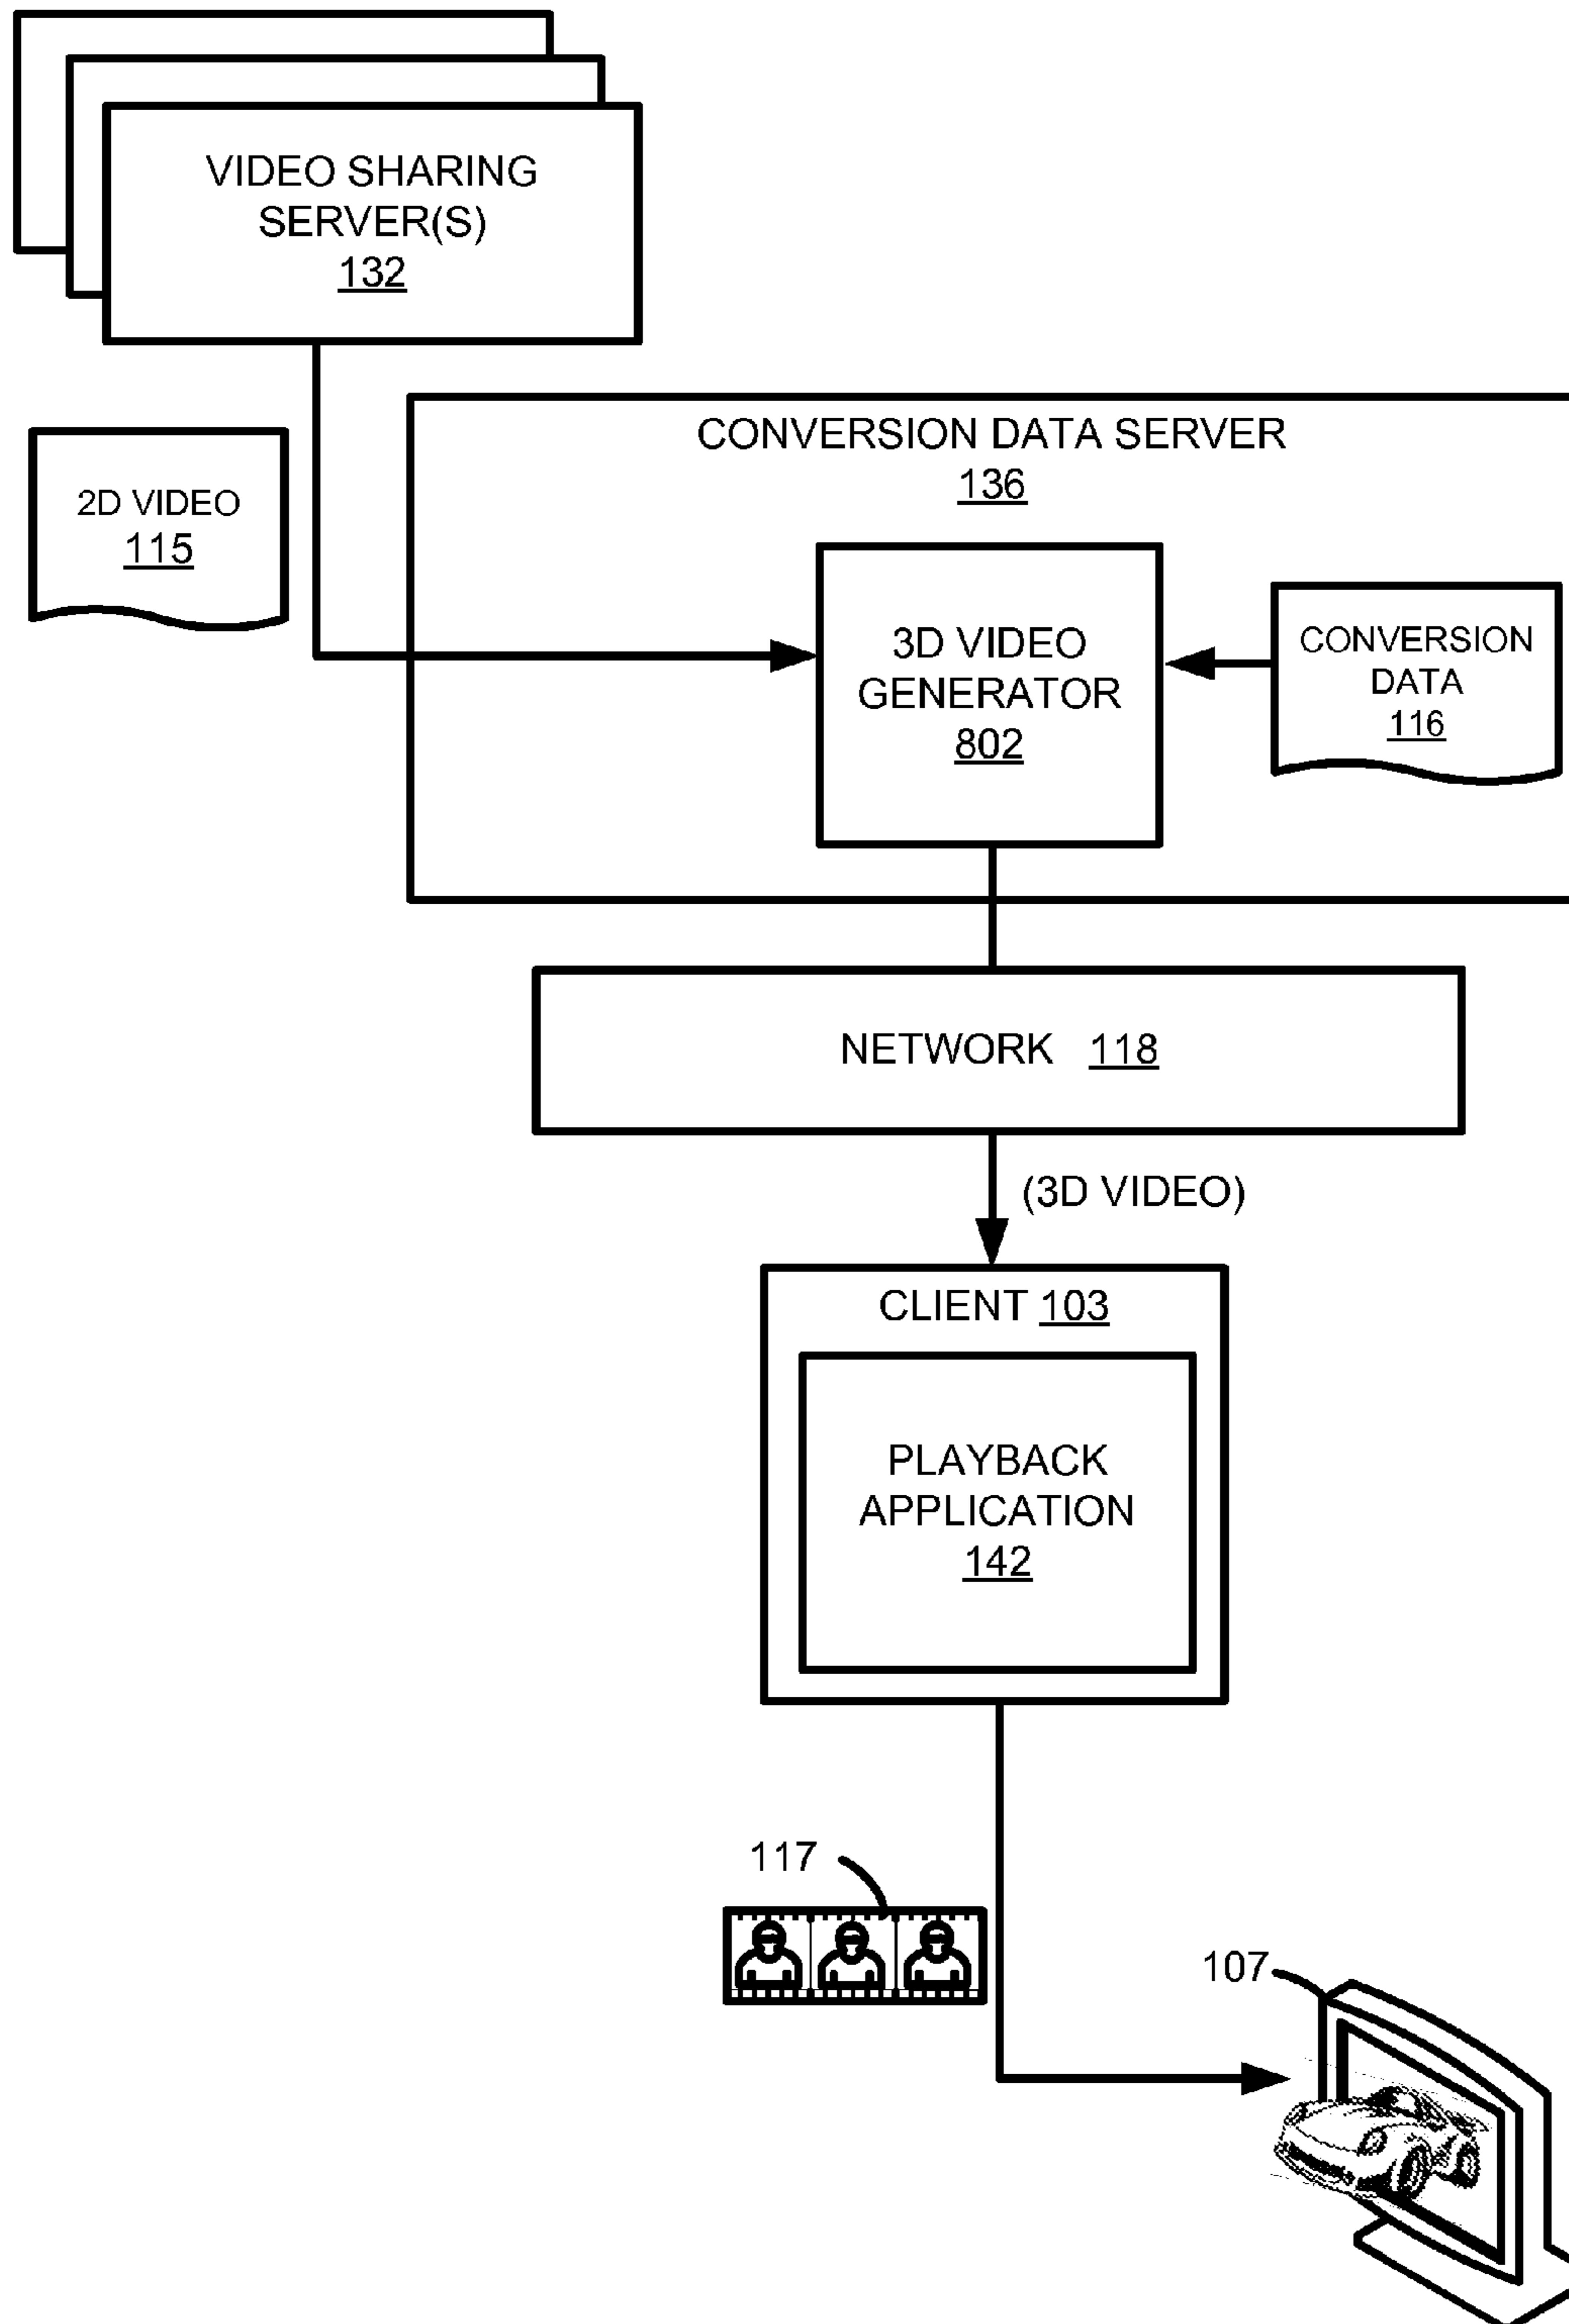 VIDEO SHARING
SERVER(S)
132
CONVERSION DATA SERVER
136
2D VIDEO
115
3D VIDEO
GENERATOR
802
CONVERSION
DATA
116
NETWORK 118
(3D VIDEO)
CLIENT 103
PLAYBACK
APPLICATION
142
117
107